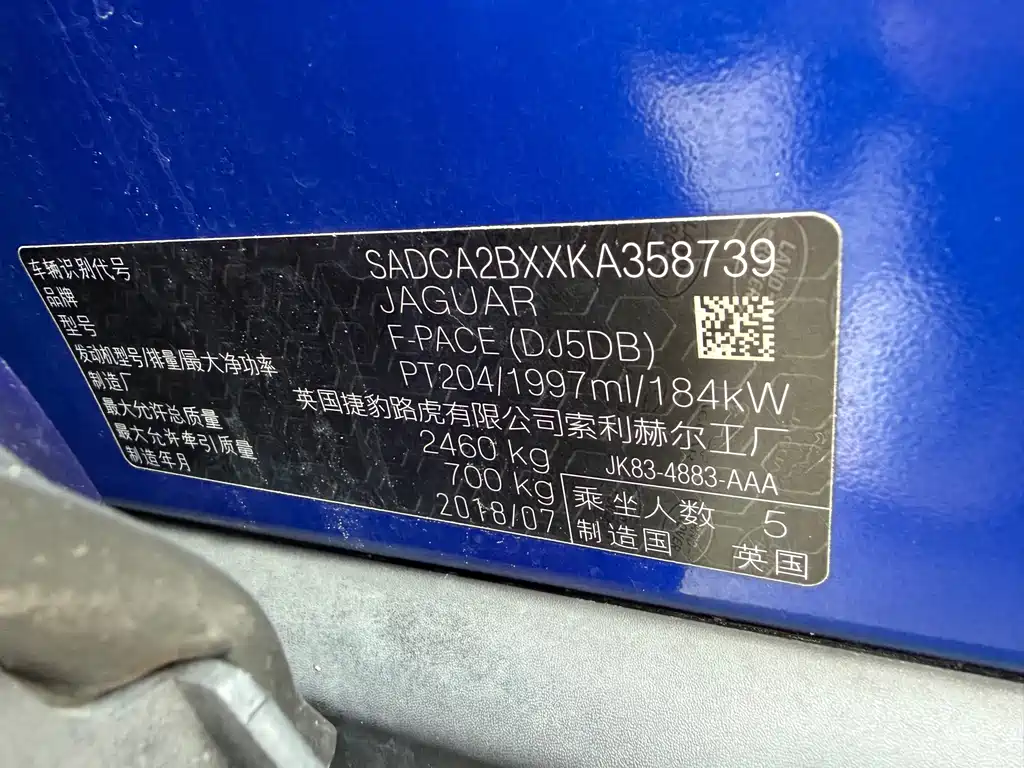 车辆识别代号 SADCA2BXXKA358739
品牌 JAGUAR
型号 F-PACE (DJ5DB)
发动机型号/排量/最大净功率 PT204/1997ml/184kW
制造厂 英国捷豹路虎有限公司索利赫尔工厂
最大允许总质量 2460 kg
JK83-4883-AAA
最大允许牵引质量 700 kg
制造年月 2018/07
乘坐人数 5
制造国 英国
LAND